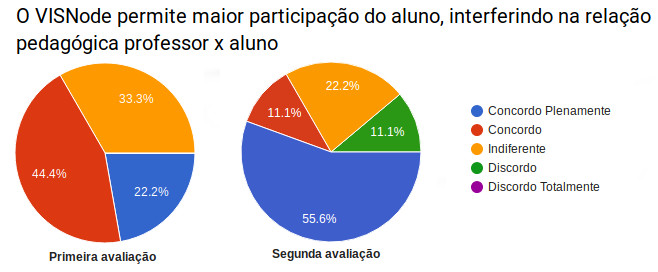 O VISNode permite maior participação do aluno, interferindo na relação
pedagógica professor x aluno
33.3%
44.4%
22.2%
Primeira avaliação
22.2%
11.1%
11.1%
55.6%
Segunda avaliação
Concordo Plenamente
Concordo
Indiferente
Discordo
Discordo Totalmente